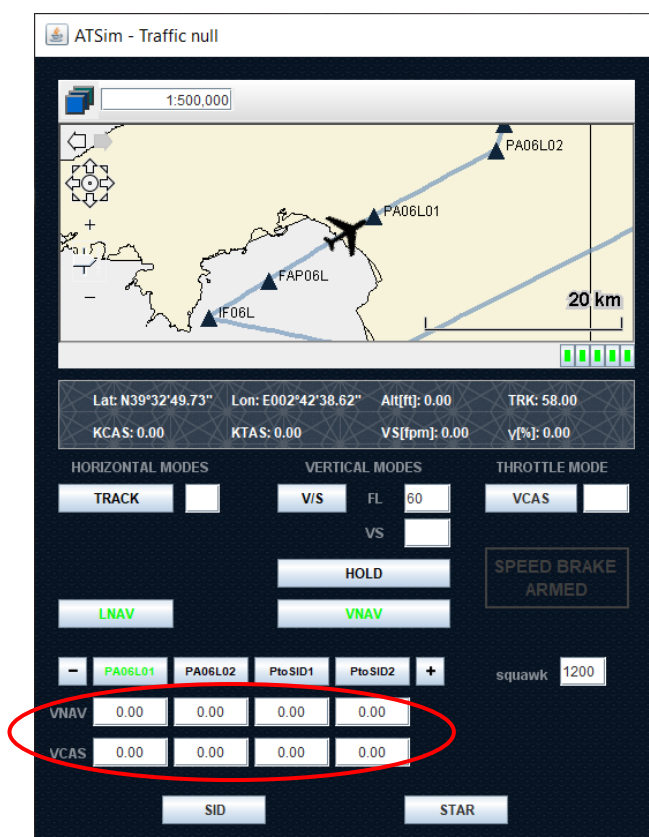 ATSim - Traffic null
1:500,000
PA06L02
PA06L01
FAP06L
IF06L
20 km
Lat: N39°32'49.73" Lon: E002°42'38.62" Alt[ft]: 0.00 TRK: 58.00
KCAS: 0.00 KTAS: 0.00 VS[fpm]: 0.00 γ[%]: 0.00
HORIZONTAL MODES VERTICAL MODES THROTTLE MODE
TRACK V/S FL 60 VCAS
VS
HOLD SPEED BRAKE
ARMED
LNAV VNAV
− PA06L01 PA06L02 PtoSID1 PtoSID2 + squawk 1200
VNAV 0.00 0.00 0.00 0.00
VCAS 0.00 0.00 0.00 0.00
SID STAR